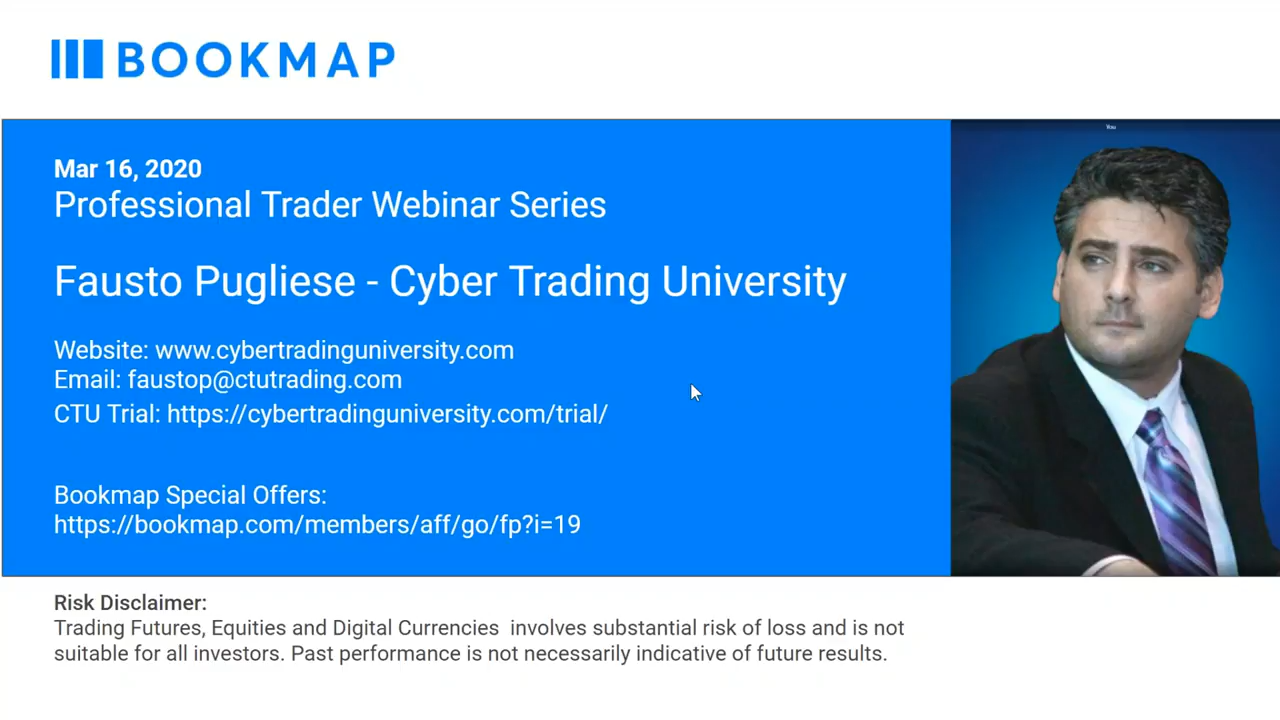 BOOKMAP
Mar 16, 2020
Professional Trader Webinar Series
Fausto Pugliese - Cyber Trading University
Website: www.cybertradinguniversity.com
Email: faustop@ctutrading.com
CTU Trial: https://cybertradinguniversity.com/trial/
Bookmap Special Offers:
https://bookmap.com/members/aff/go/fp?i=19
You
Risk Disclaimer:
Trading Futures, Equities and Digital Currencies  involves substantial risk of loss and is not
suitable for all investors. Past performance is not necessarily indicative of future results.